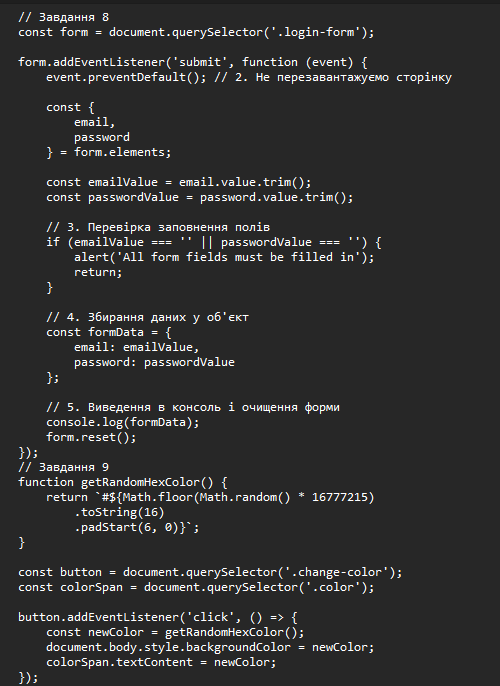 // Завдання 8
const form = document.querySelector('.login-form');

form.addEventListener('submit', function (event) {
    event.preventDefault(); // 2. Не перезавантажуємо сторінку

    const {
        email,
        password
    } = form.elements;

    const emailValue = email.value.trim();
    const passwordValue = password.value.trim();

    // 3. Перевірка заповнення полів
    if (emailValue === '' || passwordValue === '') {
        alert('All form fields must be filled in');
        return;
    }

    // 4. Збирання даних у об'єкт
    const formData = {
        email: emailValue,
        password: passwordValue
    };

    // 5. Виведення в консоль і очищення форми
    console.log(formData);
    form.reset();
});
// Завдання 9
function getRandomHexColor() {
    return `#${Math.floor(Math.random() * 16777215)
        .toString(16)
        .padStart(6, 0)}`;
}

const button = document.querySelector('.change-color');
const colorSpan = document.querySelector('.color');

button.addEventListener('click', () => {
    const newColor = getRandomHexColor();
    document.body.style.backgroundColor = newColor;
    colorSpan.textContent = newColor;
});